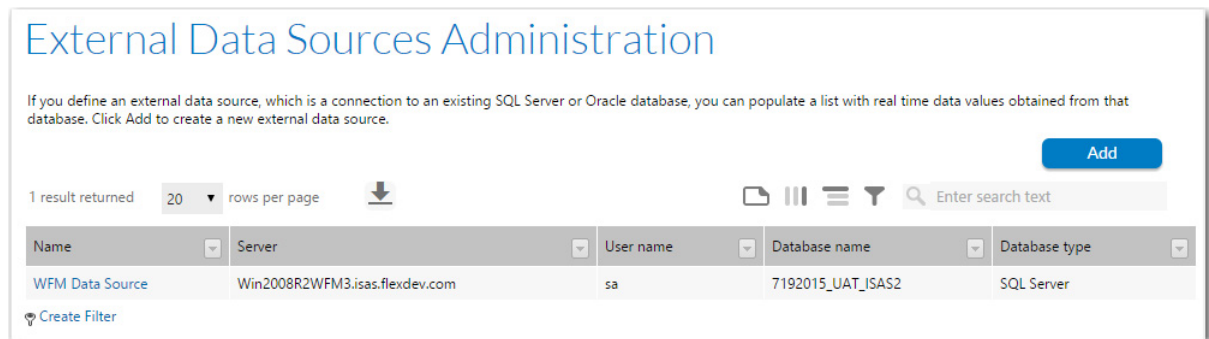 External Data Sources Administration
If you define an external data source, which is a connection to an existing SQL Server or Oracle database, you can populate a list with real time data values obtained from that
database. Click Add to create a new external data source.
Add
1 result returned 20 rows per page Enter search text
Name Server User name Database name Database type
WFM Data Source Win2008R2WFM3.isas.flexdev.com sa 7192015_UAT_ISAS2 SQL Server
Create Filter